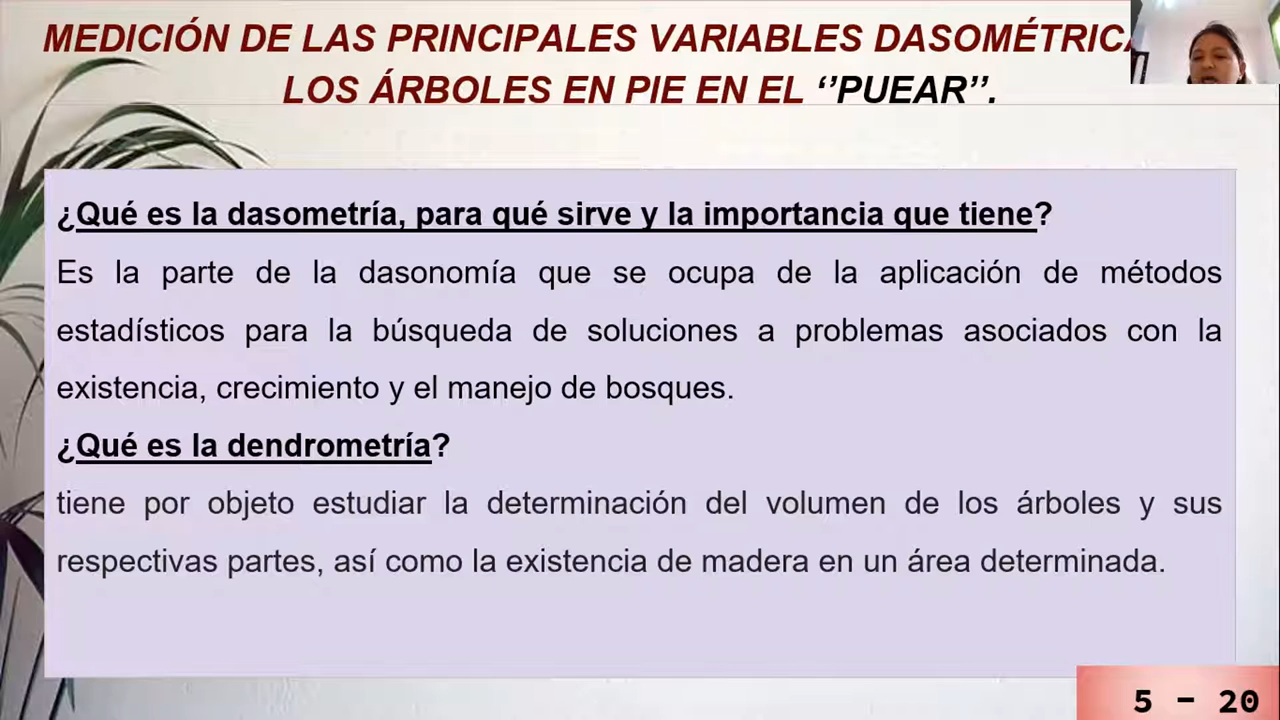 MEDICIÓN DE LAS PRINCIPALES VARIABLES
LOS ÁRBOLES EN PIE EN EL ‘’PUEAR’’.
¿Qué es la dasometría, para qué sirve y la importancia que tiene?
Es la parte de la dasonomía que se ocupa de la aplicación de métodos
estadísticos para la búsqueda de soluciones a problemas asociados con la
existencia, crecimiento y el manejo de bosques.
¿Qué es la dendrometría?
tiene por objeto estudiar la determinación del volumen de los árboles y sus
respectivas partes, así como la existencia de madera en un área determinada.
5 - 20